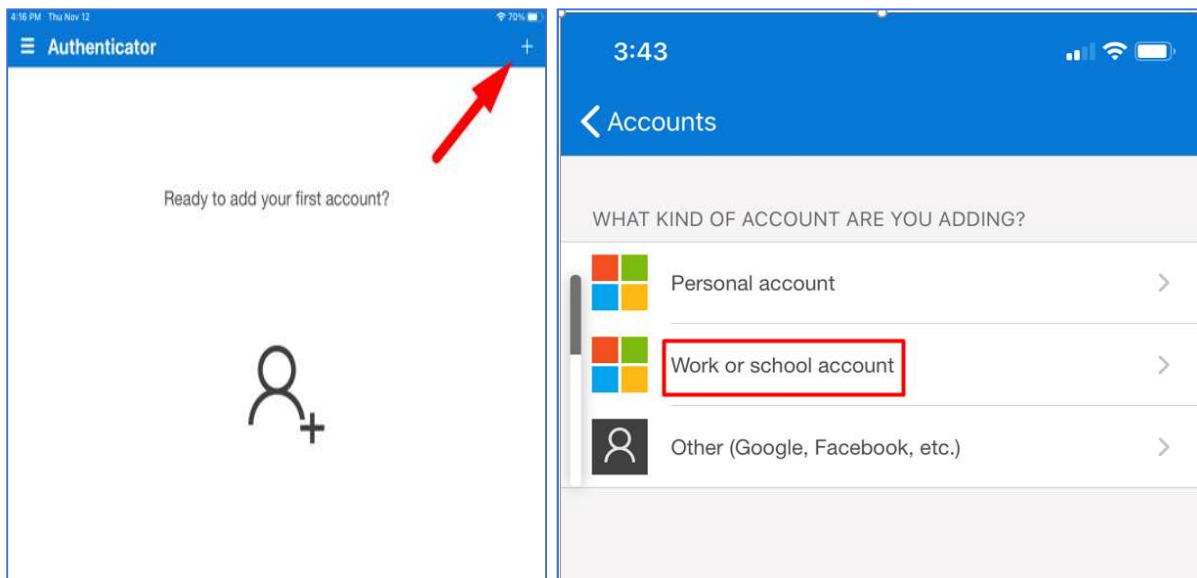 4:16 PM Thu Nov 12
70%
Authenticator
+
Ready to add your first account?
3:43
Accounts
WHAT KIND OF ACCOUNT ARE YOU ADDING?
Personal account
Work or school account
Other (Google, Facebook, etc.)